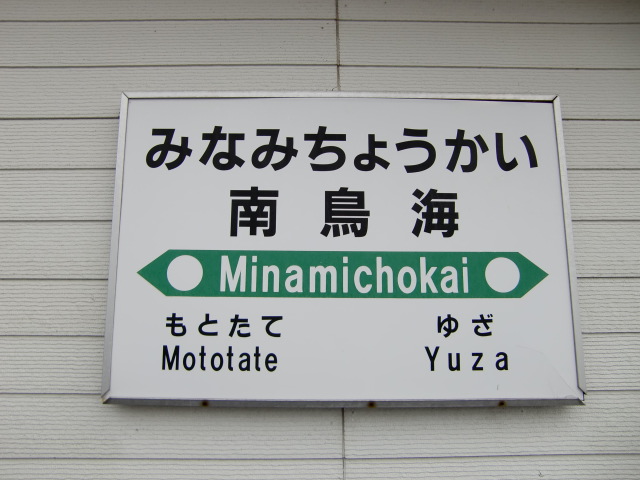 みなみちょうかい
南鳥海
Minamichokai
もとたて ゆざ
Mototate Yuza